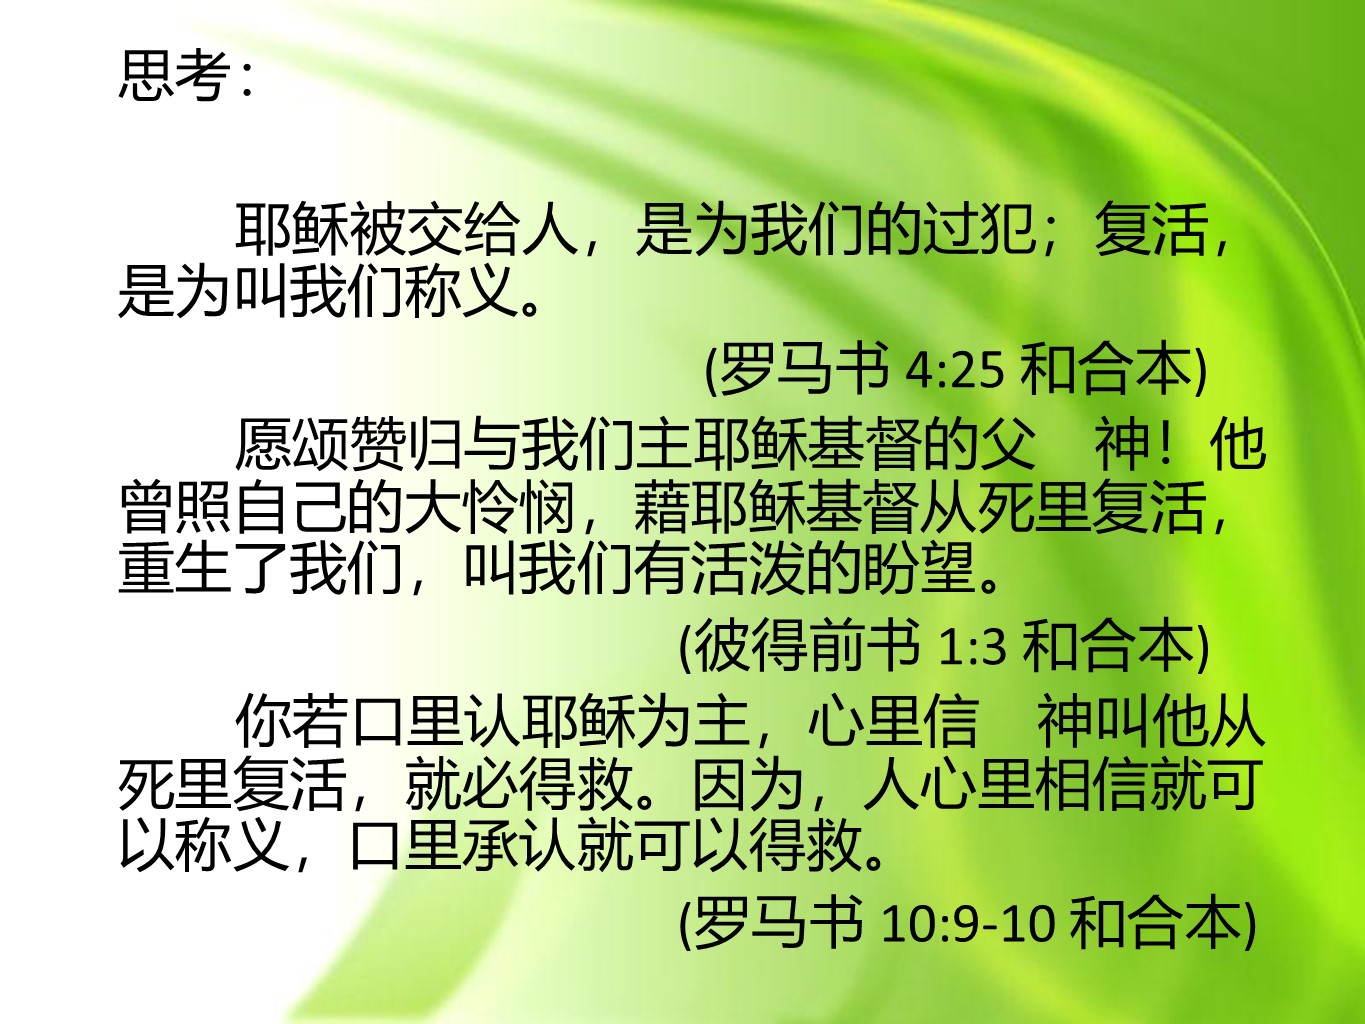 思考：
耶稣被交给人，是为我们的过犯；复活，
是为叫我们称义。
(罗马书 4:25 和合本)
愿颂赞归与我们主耶稣基督的父　神！他
曾照自己的大怜悯，藉耶稣基督从死里复活，
重生了我们，叫我们有活泼的盼望。
(彼得前书 1:3 和合本)
你若口里认耶稣为主，心里信　神叫他从
死里复活，就必得救。因为，人心里相信就可
以称义，口里承认就可以得救。
(罗马书 10:9-10 和合本)